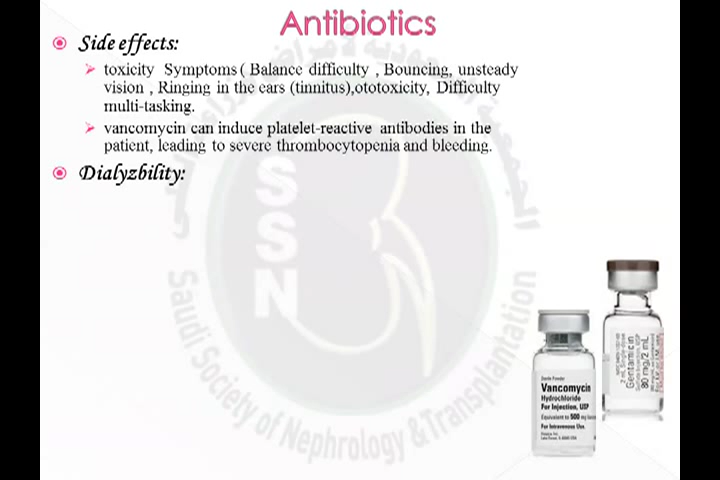 Antibiotics
Side effects:
toxicity Symptoms ( Balance difficulty , Bouncing, unsteady
vision , Ringing in the ears (tinnitus),ototoxicity, Difficulty
multi-tasking.
vancomycin can induce platelet-reactive antibodies in the
patient, leading to severe thrombocytopenia and bleeding.
Dialyzbility:
SSN
Saudi Society of Nephrology & Transplantation
Vancomycin
Hydrochloride
For Injection, USP
Equivalent to 500 mg
For Intravenous Use.
Gentamicin
80 mg/2 mL